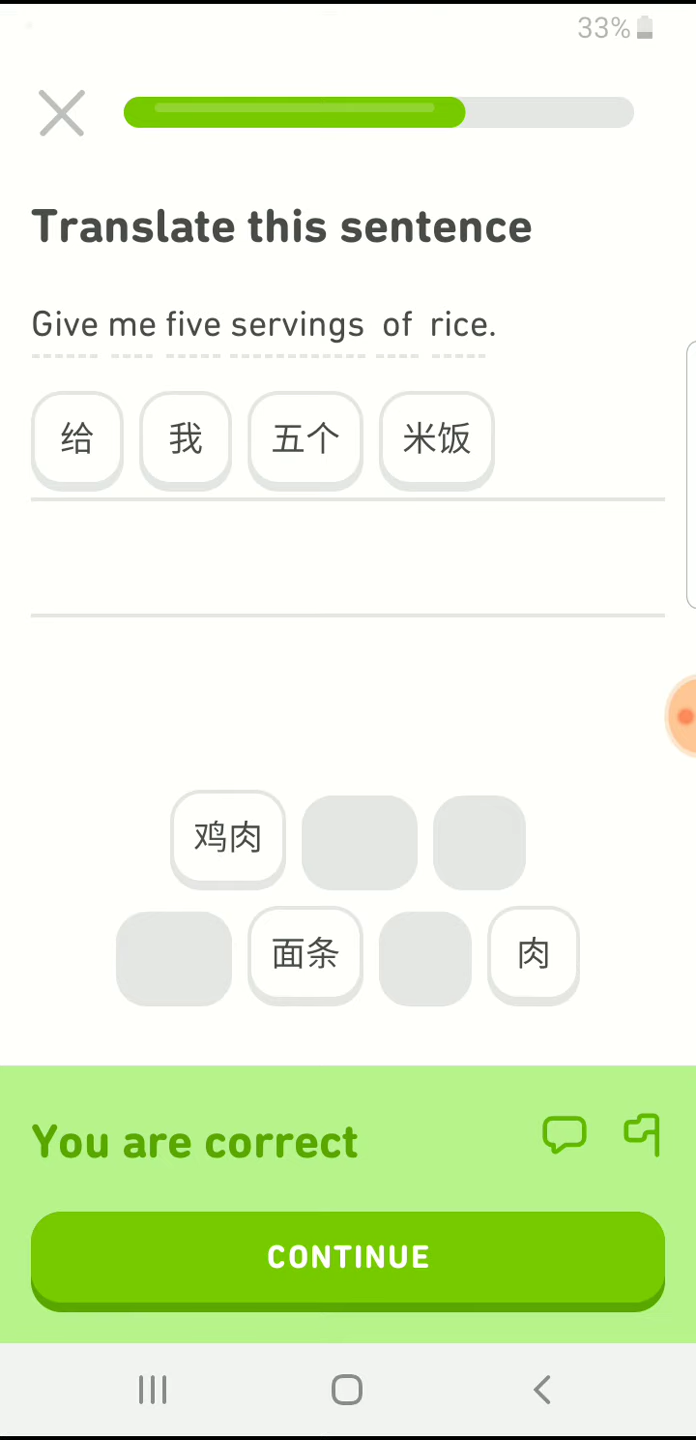 33%
Translate this sentence
Give me five servings of rice.
给 我 五个 米饭
鸡肉
面条 肉
You are correct
CONTINUE